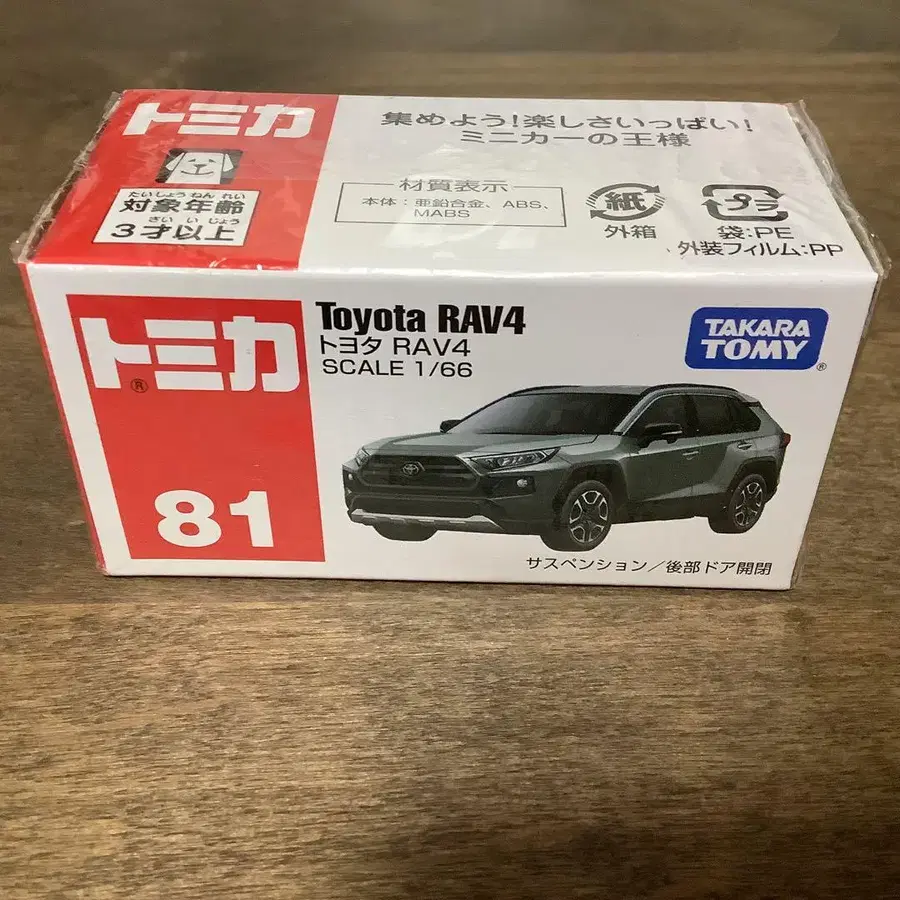 トミカ
たいしょうねんれい
対象年齢
さいいじょう
3才以上
集めよう!楽しさいっぱい!
ミニカーの王様
材質表示
本体:亜鉛合金、ABS、
MABS
紙
外箱
プラ
袋:PE
外装フィルム:PP
トミカ®
81
Toyota RAV4
トヨタ RAV4
SCALE 1/66
TAKARA
TOMY®
サスペンション/後部ドア開閉